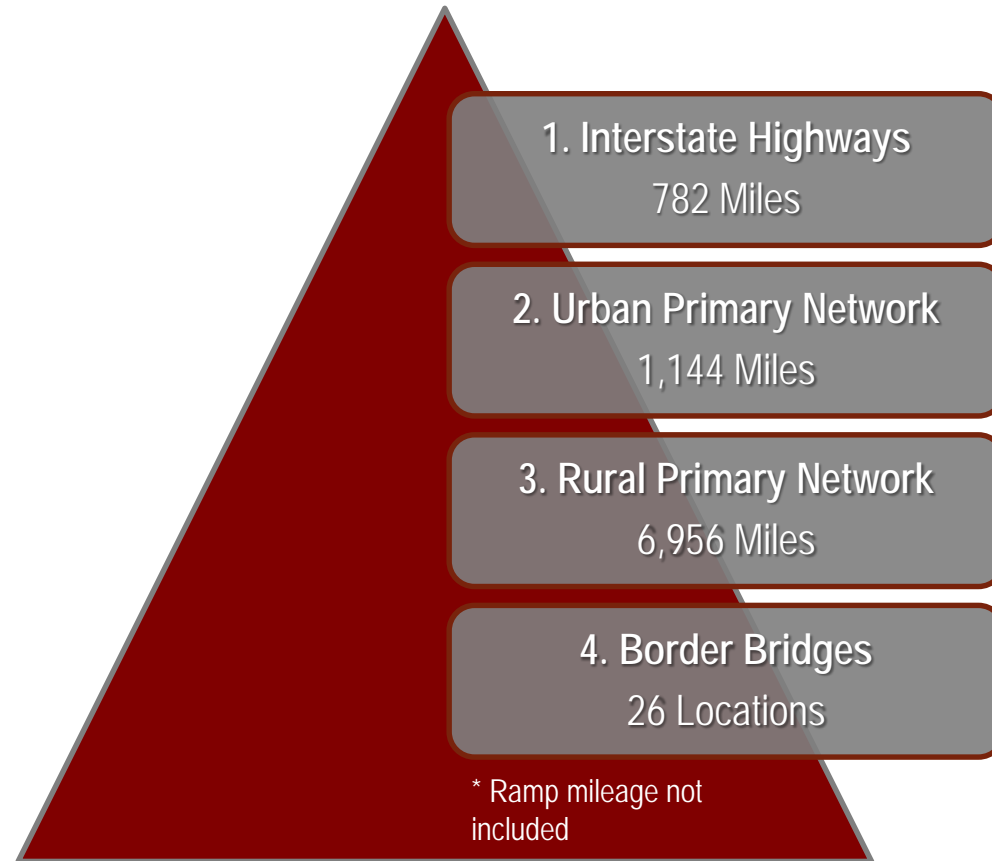 1. Interstate Highways
782 Miles
2. Urban Primary Network
1,144 Miles
3. Rural Primary Network
6,956 Miles
4. Border Bridges
26 Locations
* Ramp mileage not
included